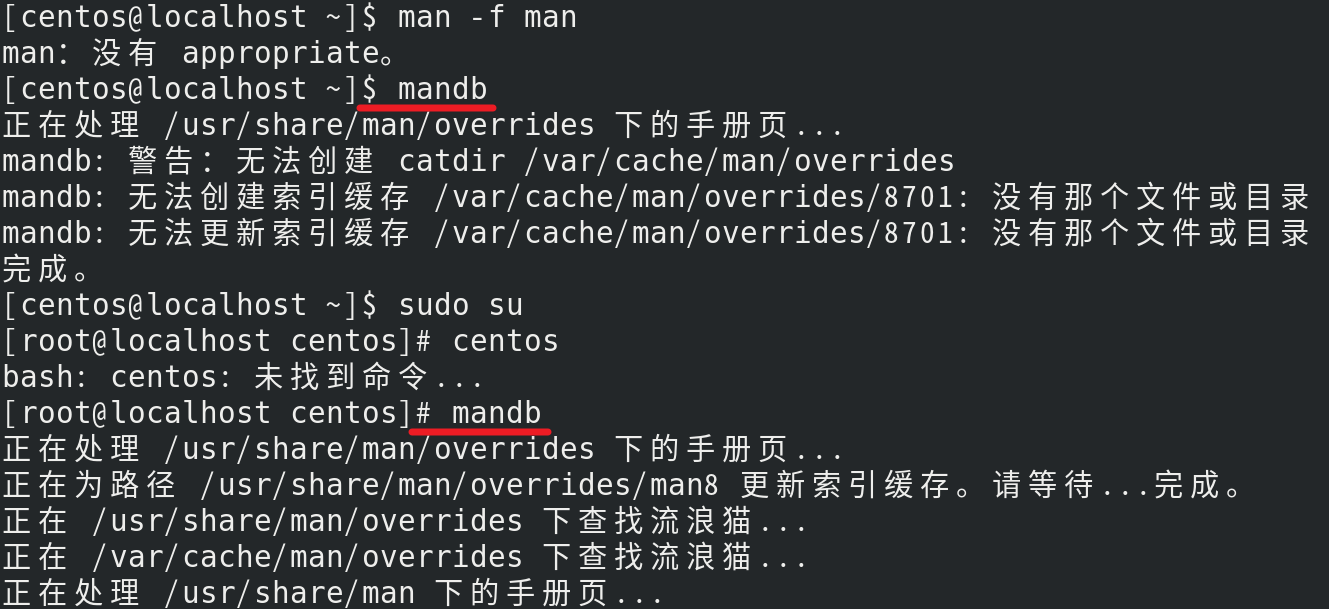 [centos@localhost ~]$ man -f man
man：没有 appropriate。
[centos@localhost ~]$ mandb
正在处理 /usr/share/man/overrides 下的手册页...
mandb: 警告：无法创建 catdir /var/cache/man/overrides
mandb: 无法创建索引缓存 /var/cache/man/overrides/8701: 没有那个文件或目录
mandb: 无法更新索引缓存 /var/cache/man/overrides/8701: 没有那个文件或目录
完成。
[centos@localhost ~]$ sudo su
[root@localhost centos]# centos
bash: centos: 未找到命令...
[root@localhost centos]# mandb
正在处理 /usr/share/man/overrides 下的手册页...
正在为路径 /usr/share/man/overrides/man8 更新索引缓存。请等待...完成。
正在 /usr/share/man/overrides 下查找流浪猫...
正在 /var/cache/man/overrides 下查找流浪猫...
正在处理 /usr/share/man 下的手册页...